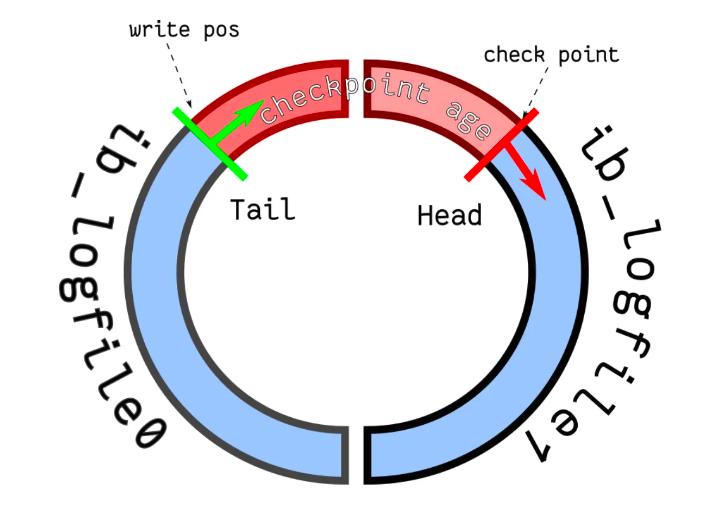 write pos
check point
checkpoint age
ib_logfile0
ib_logfile1
Tail
Head